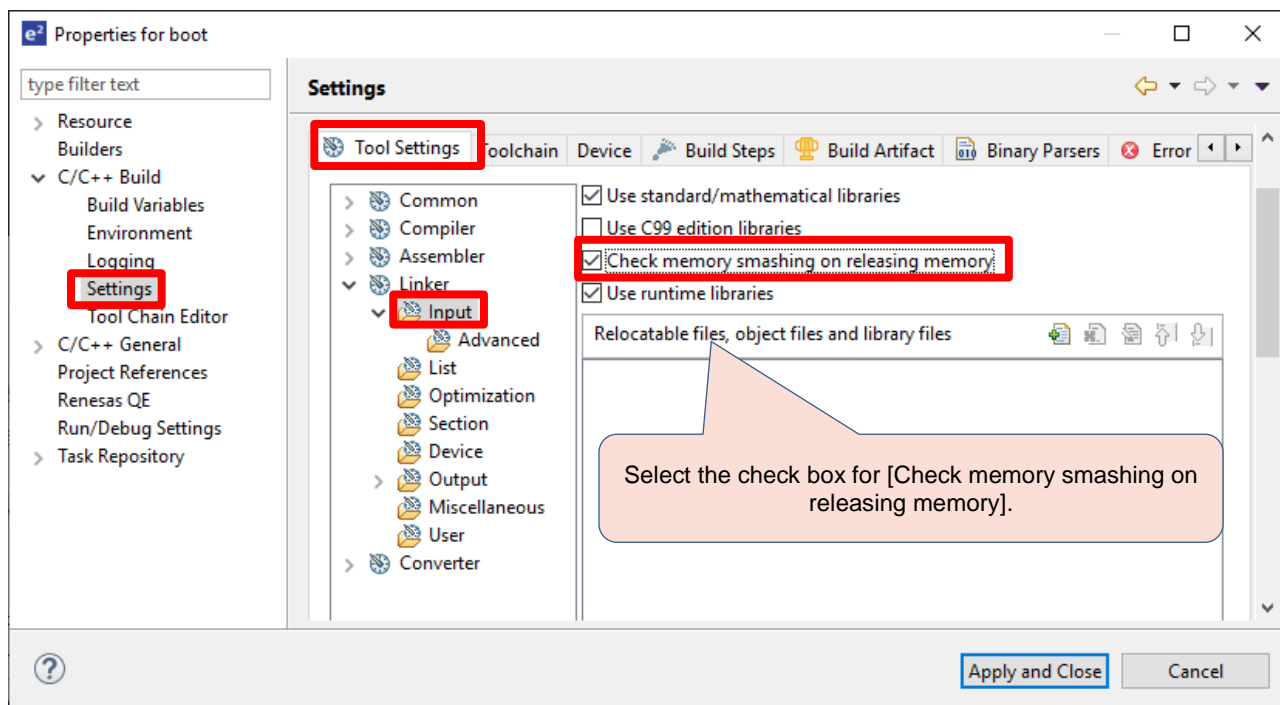 e² Properties for boot
type filter text
Settings
Resource
Builders
C/C++ Build
Build Variables
Environment
Logging
Settings
Tool Chain Editor
C/C++ General
Project References
Renesas QE
Run/Debug Settings
Task Repository
Tool Settings Toolchain Device Build Steps Build Artifact 010 Binary Parsers Error
Common
Compiler
Assembler
Linker
Input
Advanced
List
Optimization
Section
Device
Output
Miscellaneous
User
Converter
Use standard/mathematical libraries
Use C99 edition libraries
Check memory smashing on releasing memory
Use runtime libraries
Relocatable files, object files and library files
Select the check box for [Check memory smashing on
releasing memory].
?
Apply and Close Cancel